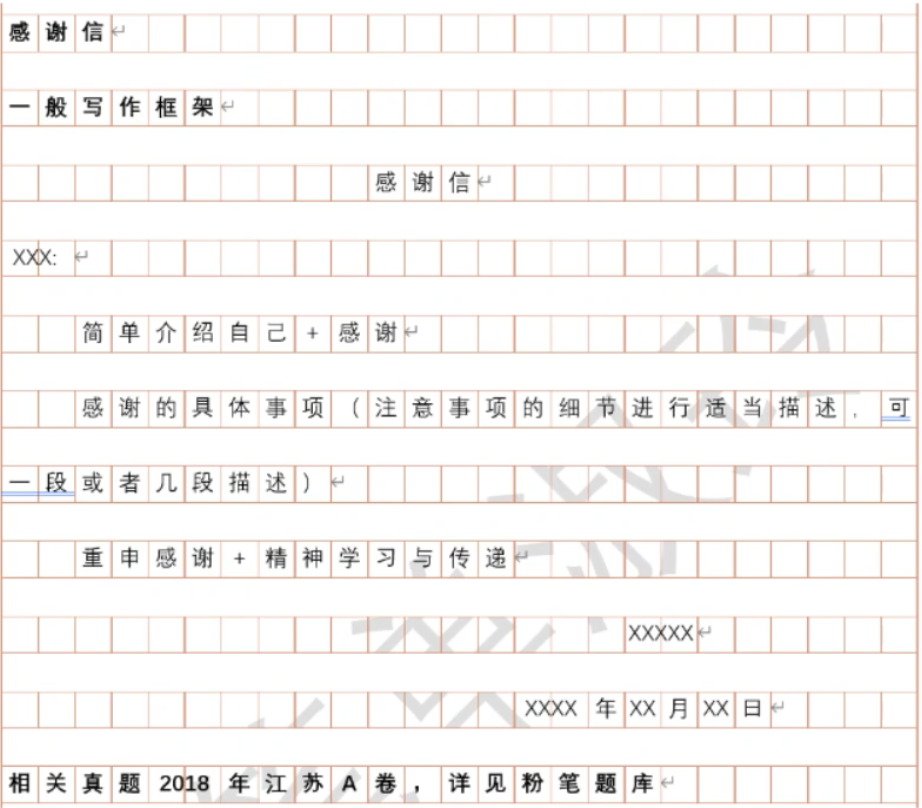 感谢信
一般写作框架
感谢信
XXX:
简单介绍自己+感谢
感谢的具体事项（注意事项的细节进行适当描述，可
一段或者几段描述）
重申感谢+精神学习与传递
XXXXX
XXXX 年 XX 月 XX 日
相关真题 2018 年江苏 A 卷，详见粉笔题库